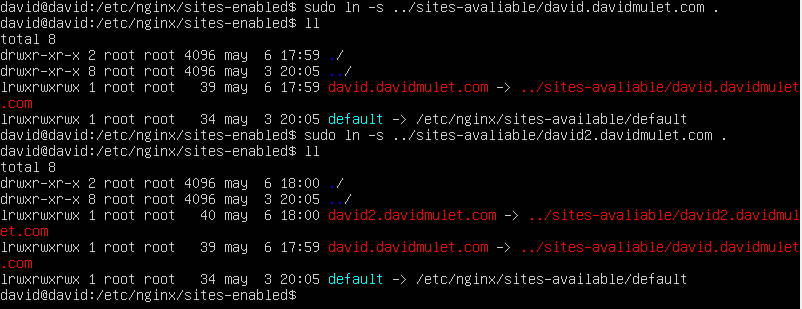 david@david:/etc/nginx/sites-enabled$ sudo ln -s ../sites-avaliable/david.davidmulet.com .
david@david:/etc/nginx/sites-enabled$ ll
total 8
drwxr-xr-x 2 root root 4096 may  6 17:59 ./
drwxr-xr-x 8 root root 4096 may  3 20:05 ../
lrwxrwxrwx 1 root root   39 may  6 17:59 david.davidmulet.com -> ../sites-avaliable/david.davidmulet
.com
lrwxrwxrwx 1 root root   34 may  3 20:05 default -> /etc/nginx/sites-available/default
david@david:/etc/nginx/sites-enabled$ sudo ln -s ../sites-avaliable/david2.davidmulet.com .
david@david:/etc/nginx/sites-enabled$ ll
total 8
drwxr-xr-x 2 root root 4096 may  6 18:00 ./
drwxr-xr-x 8 root root 4096 may  3 20:05 ../
lrwxrwxrwx 1 root root   40 may  6 18:00 david2.davidmulet.com -> ../sites-avaliable/david2.davidmul
et.com
lrwxrwxrwx 1 root root   39 may  6 17:59 david.davidmulet.com -> ../sites-avaliable/david.davidmulet
.com
lrwxrwxrwx 1 root root   34 may  3 20:05 default -> /etc/nginx/sites-available/default
david@david:/etc/nginx/sites-enabled$